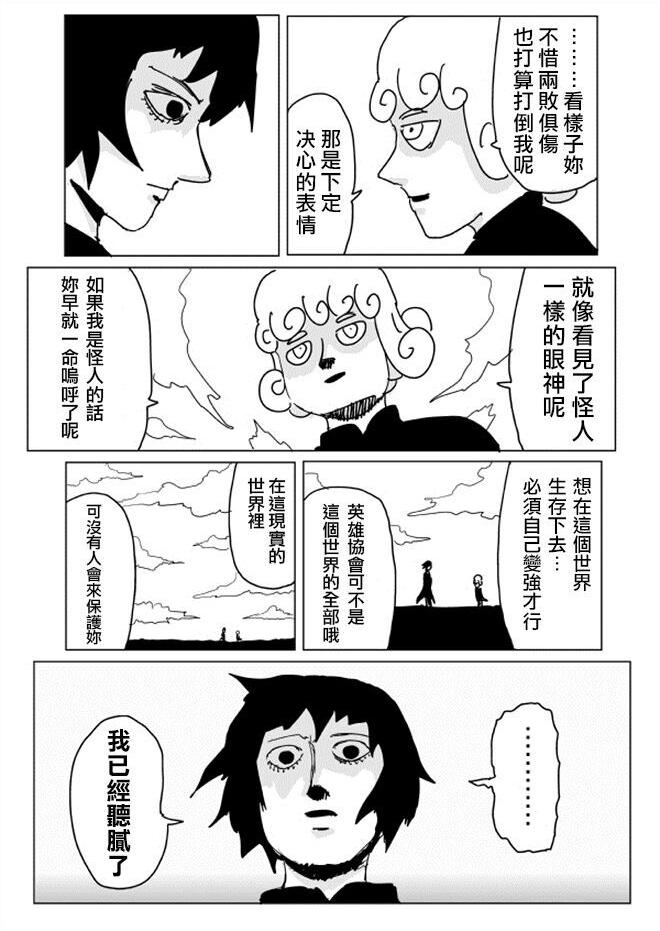 ………看樣子妳
不惜兩敗俱傷
也打算打倒我呢
那是下定
決心的表情
就像看見了怪人
一樣的眼神呢
如果我是怪人的話
妳早就一命嗚呼了呢
想在這個世界
生存下去…
必須自己變強才行
英雄協會可不是
這個世界的全部哦
在這現實的
世界裡
可沒有人會來保護妳
…………
我已經聽膩了